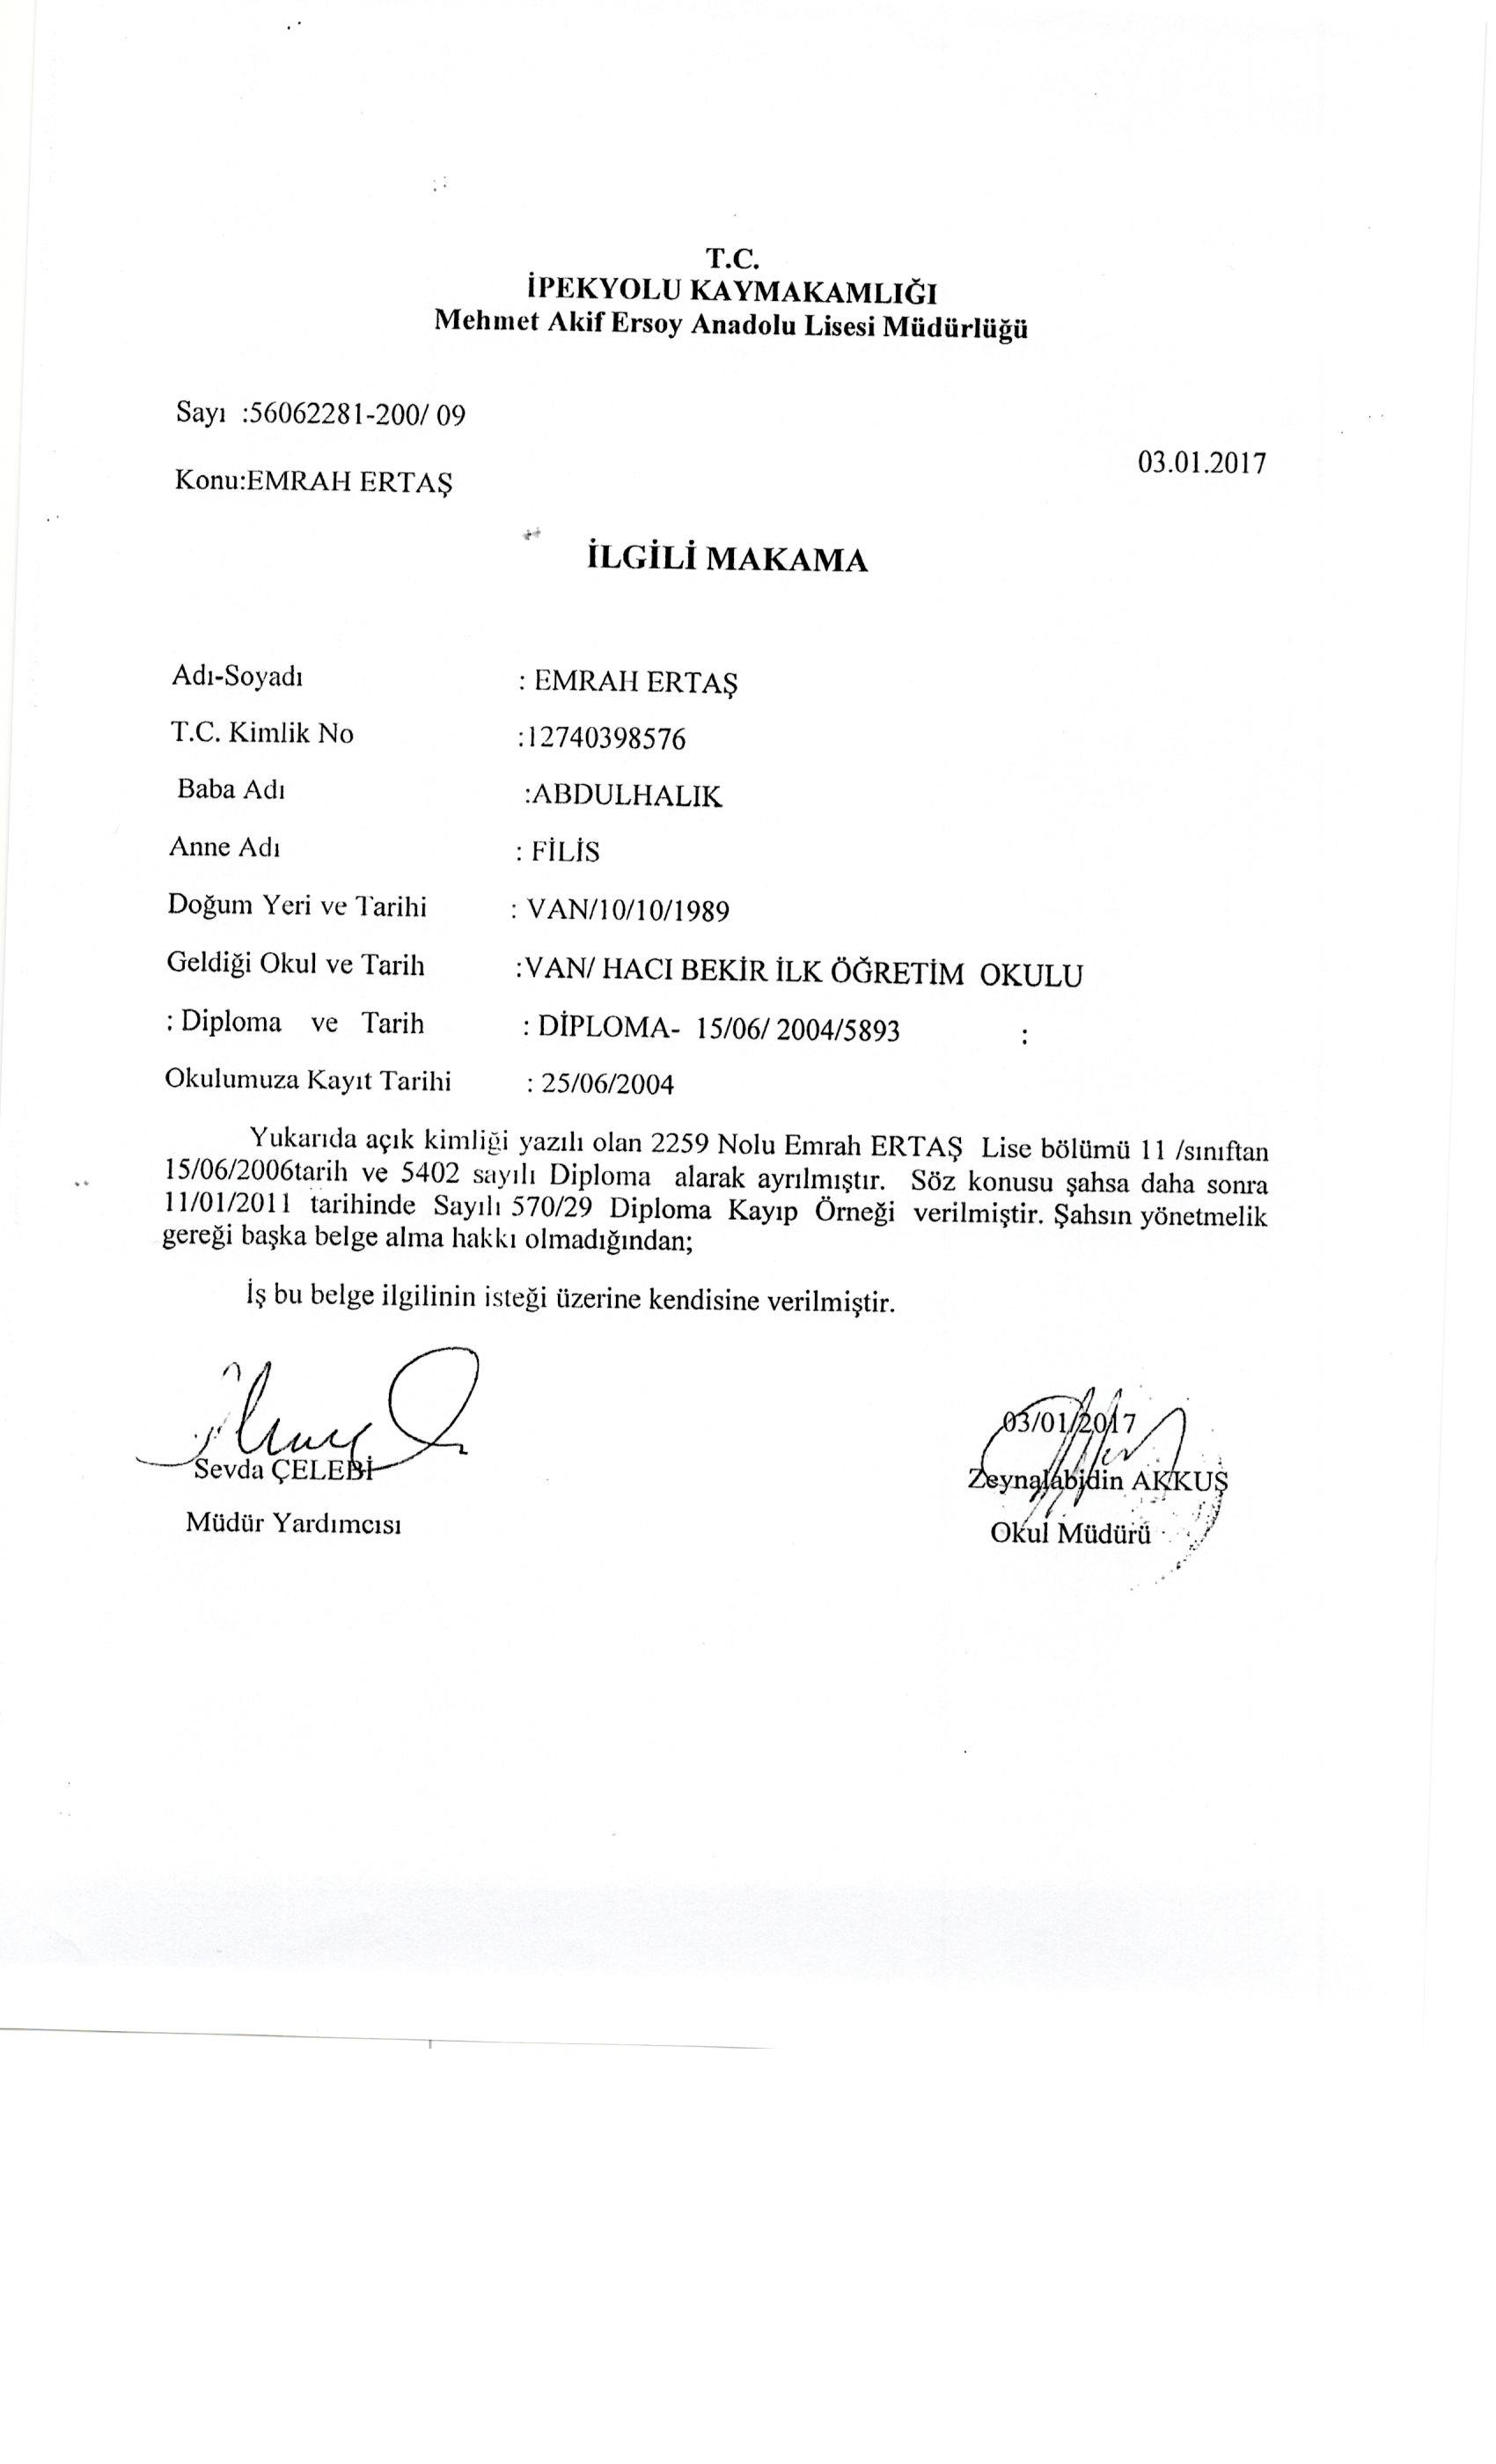 T.C.
İPEKYOLU KAYMAKAMLIĞI
Mehmet Akif Ersoy Anadolu Lisesi Müdürlüğü
Sayı :56062281-200/ 09
03.01.2017
Konu:EMRAH ERTAŞ
İLGİLİ MAKAMA
Adı-Soyadı : EMRAH ERTAŞ
T.C. Kimlik No :12740398576
Baba Adı :ABDULHALIK
Anne Adı : FİLİS
Doğum Yeri ve Tarihi : VAN/10/10/1989
Geldiği Okul ve Tarih :VAN/ HACI BEKİR İLK ÖĞRETİM OKULU
: Diploma ve Tarih : DİPLOMA- 15/06/ 2004/5893 :
Okulumuza Kayıt Tarihi : 25/06/2004
Yukarıda açık kimliği yazılı olan 2259 Nolu Emrah ERTAŞ Lise bölümü 11 /sınıftan
15/06/2006tarih ve 5402 sayılı Diploma alarak ayrılmıştır. Söz konusu şahsa daha sonra
11/01/2011 tarihinde Sayılı 570/29 Diploma Kayıp Örneği verilmiştir. Şahsın yönetmelik
gereği başka belge alma hakkı olmadığından;
İş bu belge ilgilinin isteği üzerine kendisine verilmiştir.
03/01/2017
Sevda ÇELEBİ Zeynalabidin AKKUŞ
Müdür Yardımcısı Okul Müdürü